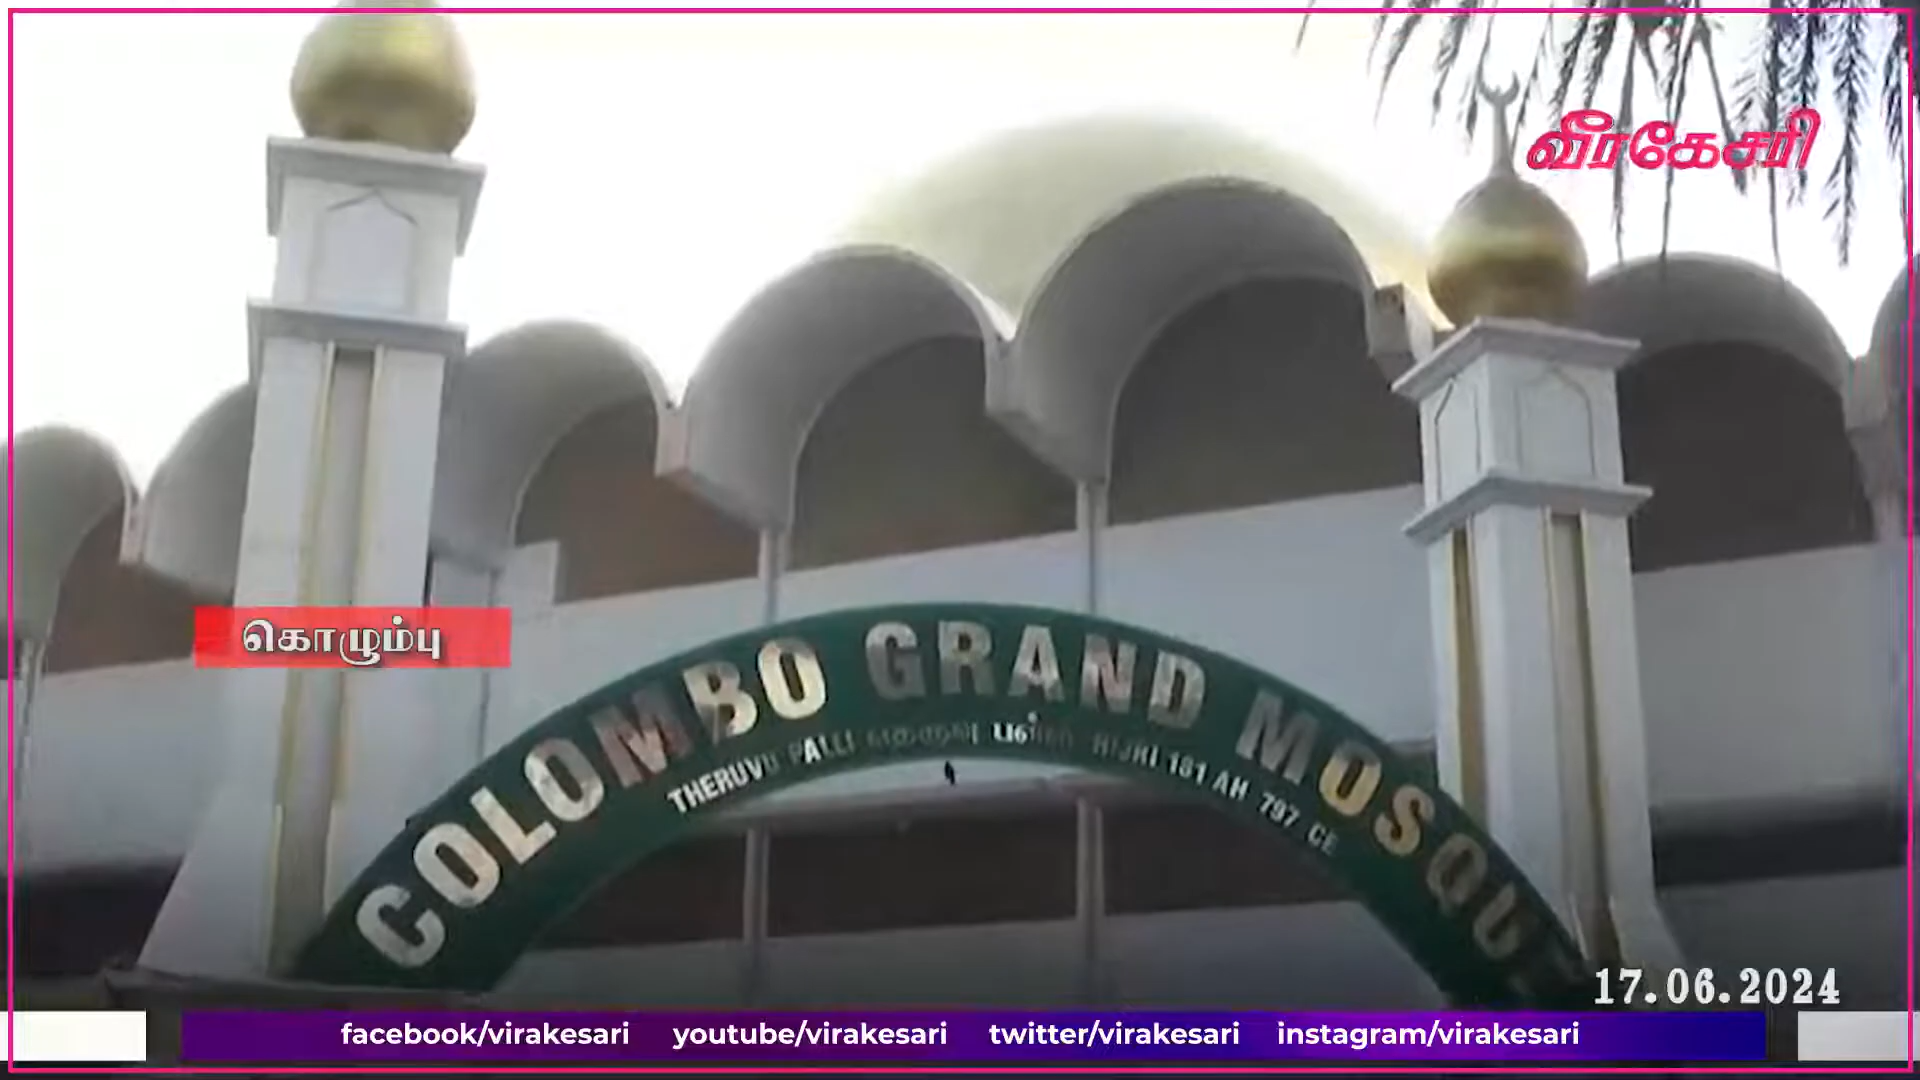 வீரகேசரி
கொழும்பு
COLOMBO GRAND MOSQU
THERUVU PALLI HIJRI 181 AH 797 CE
17.06.2024
facebook/virakesari youtube/virakesari twitter/virakesari instagram/virakesari